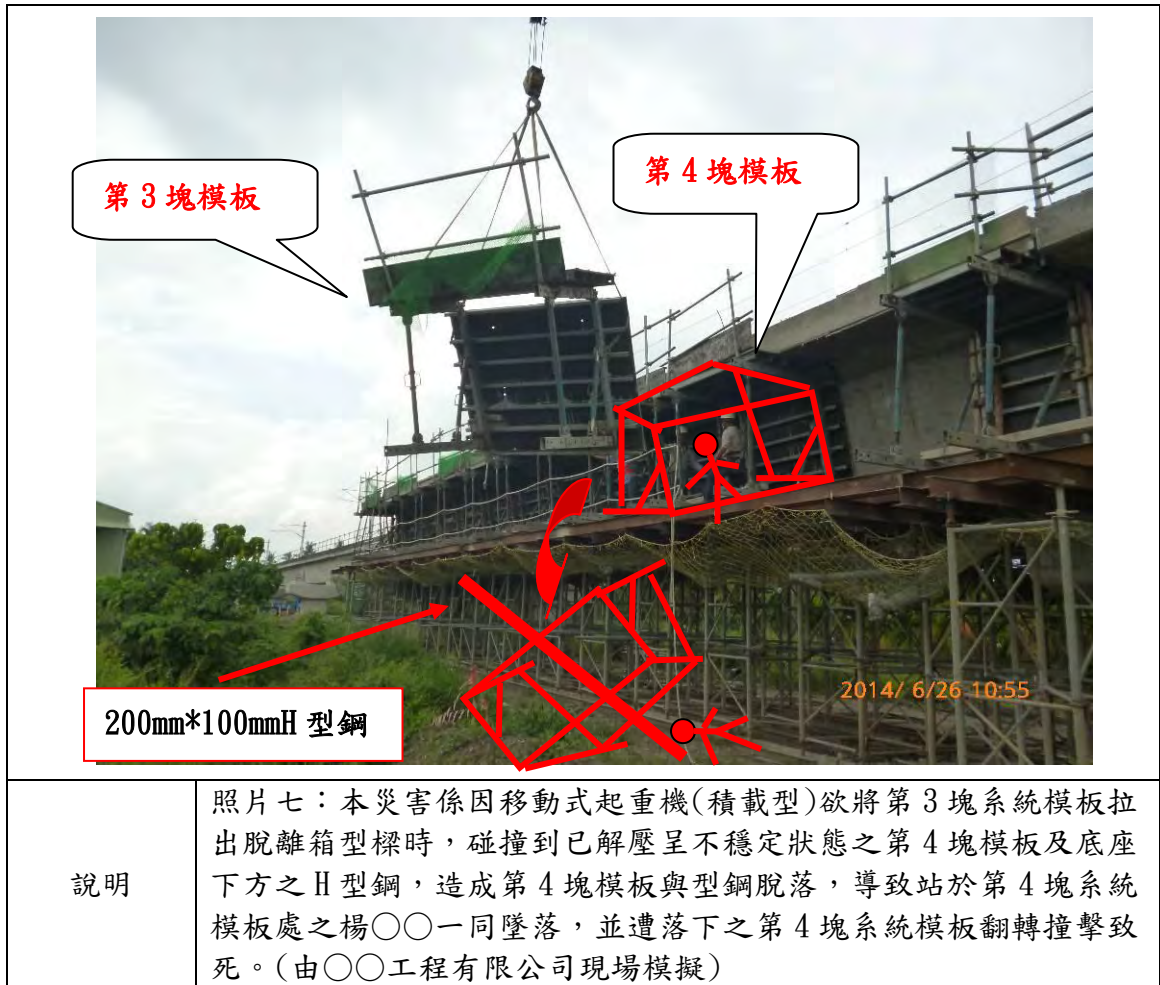 第 3 塊模板
第 4 塊模板
2014/ 6/26 10:55
200mm*100mmH 型鋼
說明
照片七：本災害係因移動式起重機(積載型)欲將第 3 塊系統模板拉
出脫離箱型樑時，碰撞到已解壓呈不穩定狀態之第 4 塊模板及底座
下方之 H 型鋼，造成第 4 塊模板與型鋼脫落，導致站於第 4 塊系統
模板處之楊○○一同墜落，並遭落下之第 4 塊系統模板翻轉撞擊致
死。(由○○工程有限公司現場模擬)